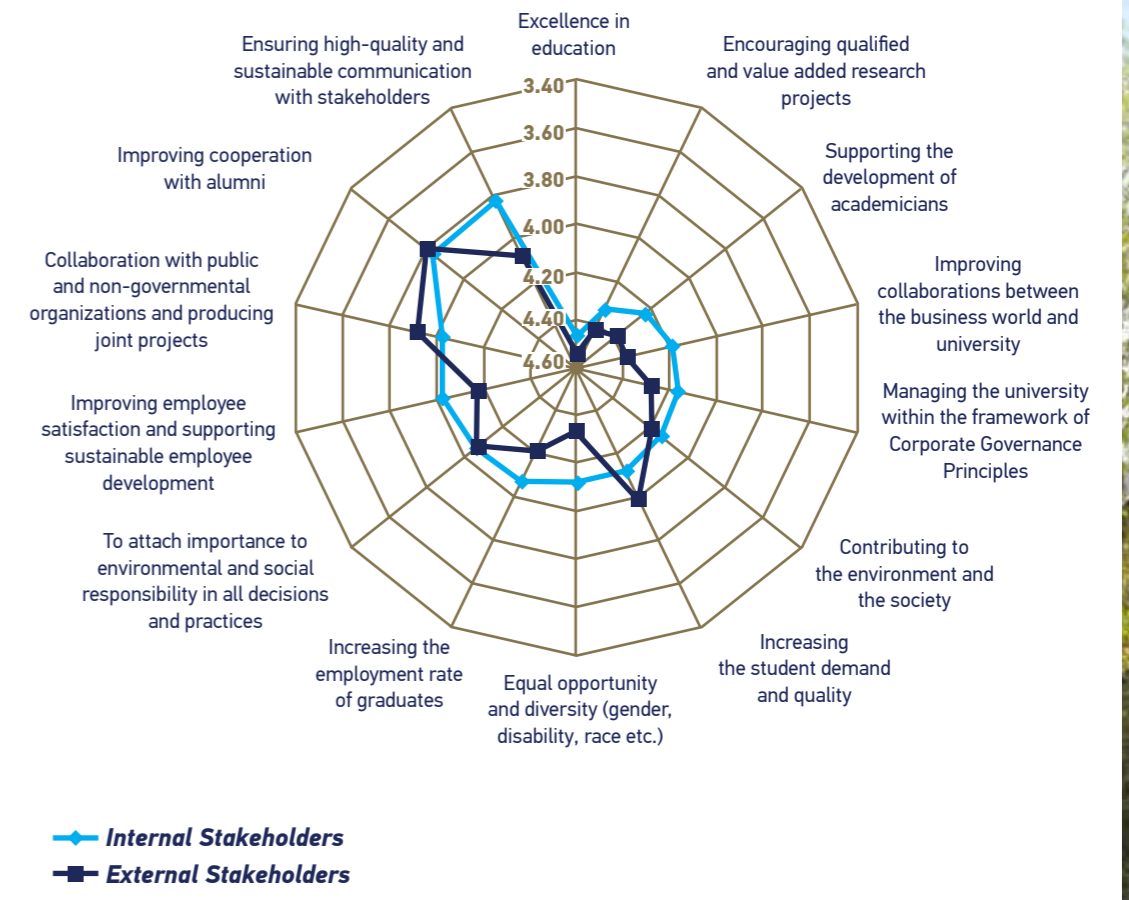 Excellence in
education
Encouraging qualified
and value added research
projects
Supporting the
development of
academicians
Improving
collaborations between
the business world and
university
Managing the university
within the framework of
Corporate Governance
Principles
Contributing to
the environment and
the society
Increasing
the student demand
and quality
Equal opportunity
and diversity (gender,
disability, race etc.)
Increasing the
employment rate
of graduates
To attach importance to
environmental and social
responsibility in all decisions
and practices
Improving employee
satisfaction and supporting
sustainable employee
development
Collaboration with public
and non-governmental
organizations and producing
joint projects
Improving cooperation
with alumni
Ensuring high-quality and
sustainable communication
with stakeholders
3.40
3.60
3.80
4.00
4.20
4.40
4.60
Internal Stakeholders
External Stakeholders